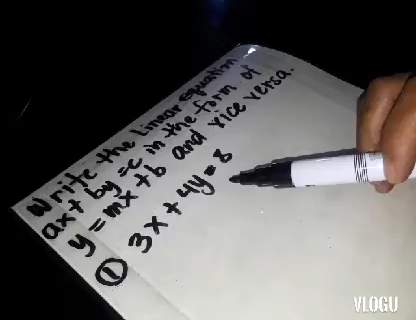 Write the Linear Equation
ax + by = c in the form of
y = mx + b and vice versa.
① 3x + 4y = 8
VLOGU